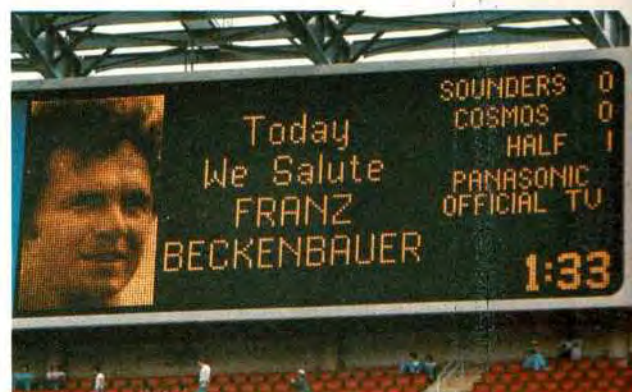 Today
We Salute
FRANZ
BECKENBAUER
SOUNDERS 0
COSMOS 0
HALF 1
PANASONIC
OFFICIAL TV
1:33